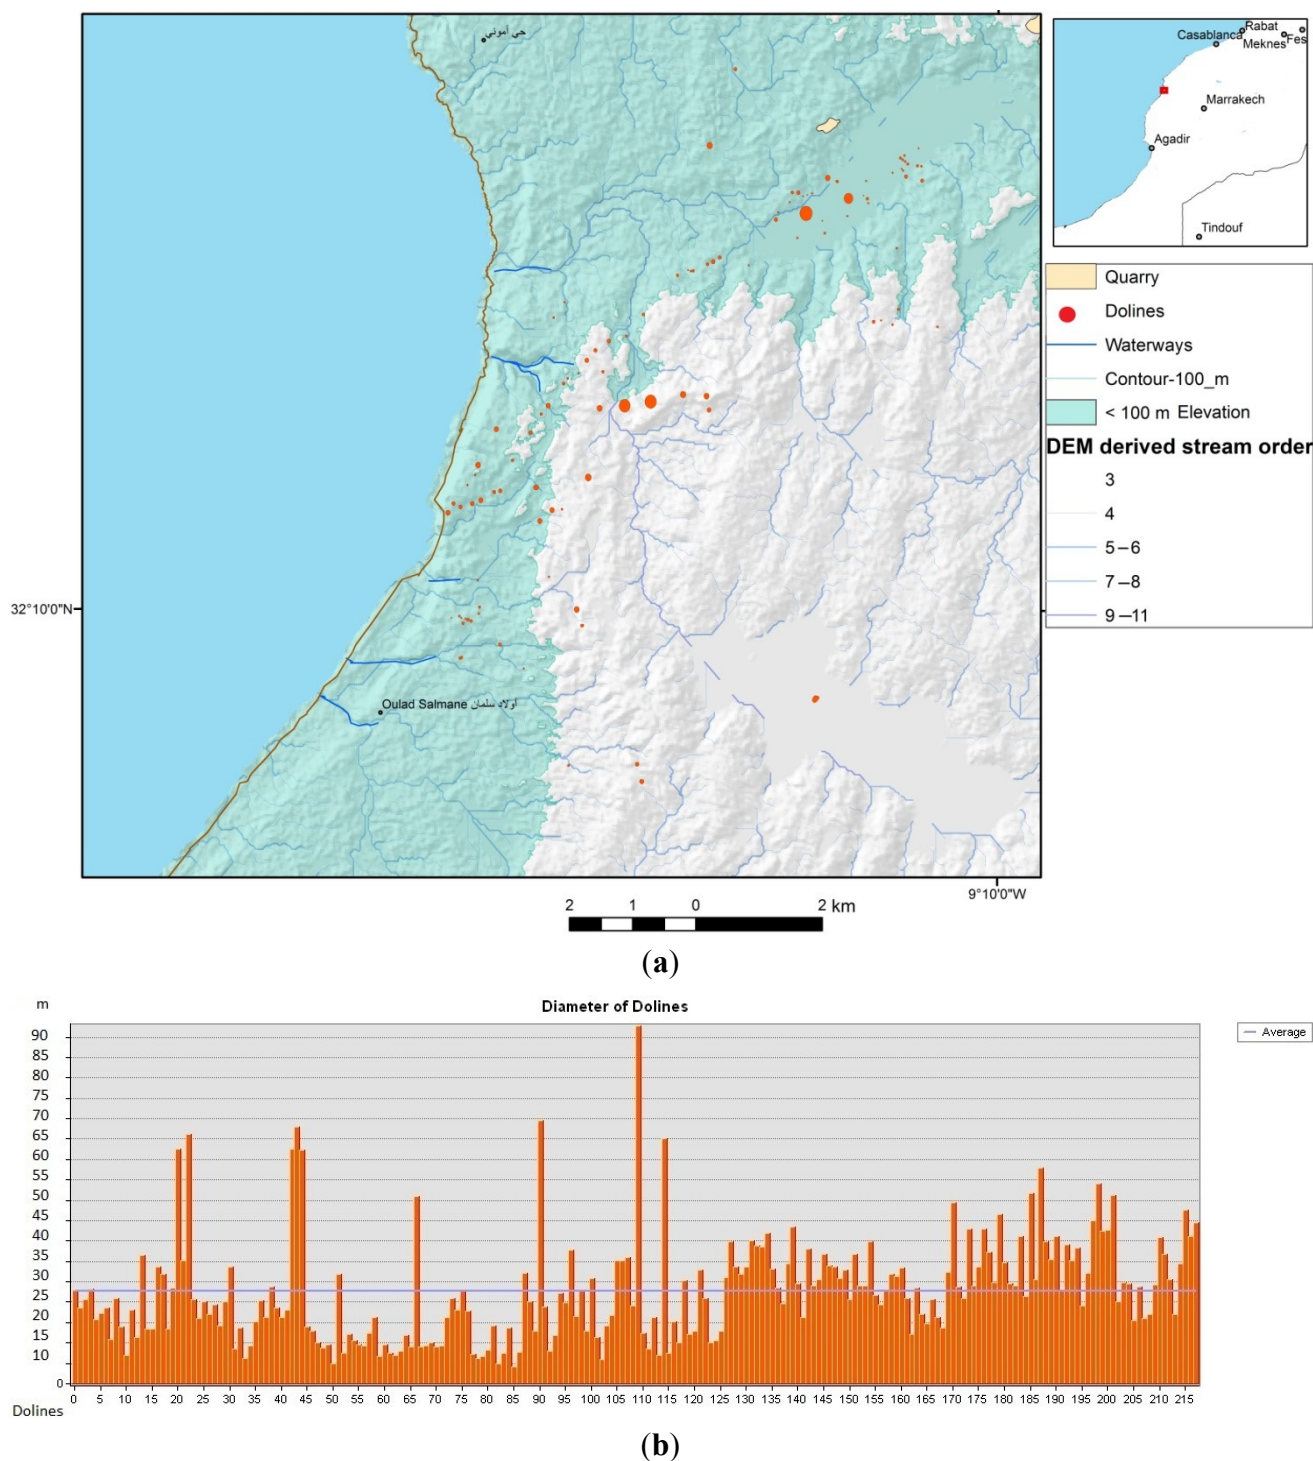 حي أموني
Rabat
Casablanca
Meknes
Fes
Marrakech
Agadir
Tindouf
Quarry
Dolines
Waterways
Contour-100_m
< 100 m Elevation
DEM derived stream order
3
4
5–6
7–8
9–11
32°10'0"N
Oulad Salmane أولاد سلمان
9°10'0"W
2 1 0 2 km
(a)
m
Diameter of Dolines
Average
90
85
80
75
70
65
60
55
50
45
40
35
30
25
20
15
10
0
0 5 10 15 20 25 30 35 40 45 50 55 60 65 70 75 80 85 90 95 100 105 110 115 120 125 130 135 140 145 150 155 160 165 170 175 180 185 190 195 200 205 210 215
Dolines
(b)